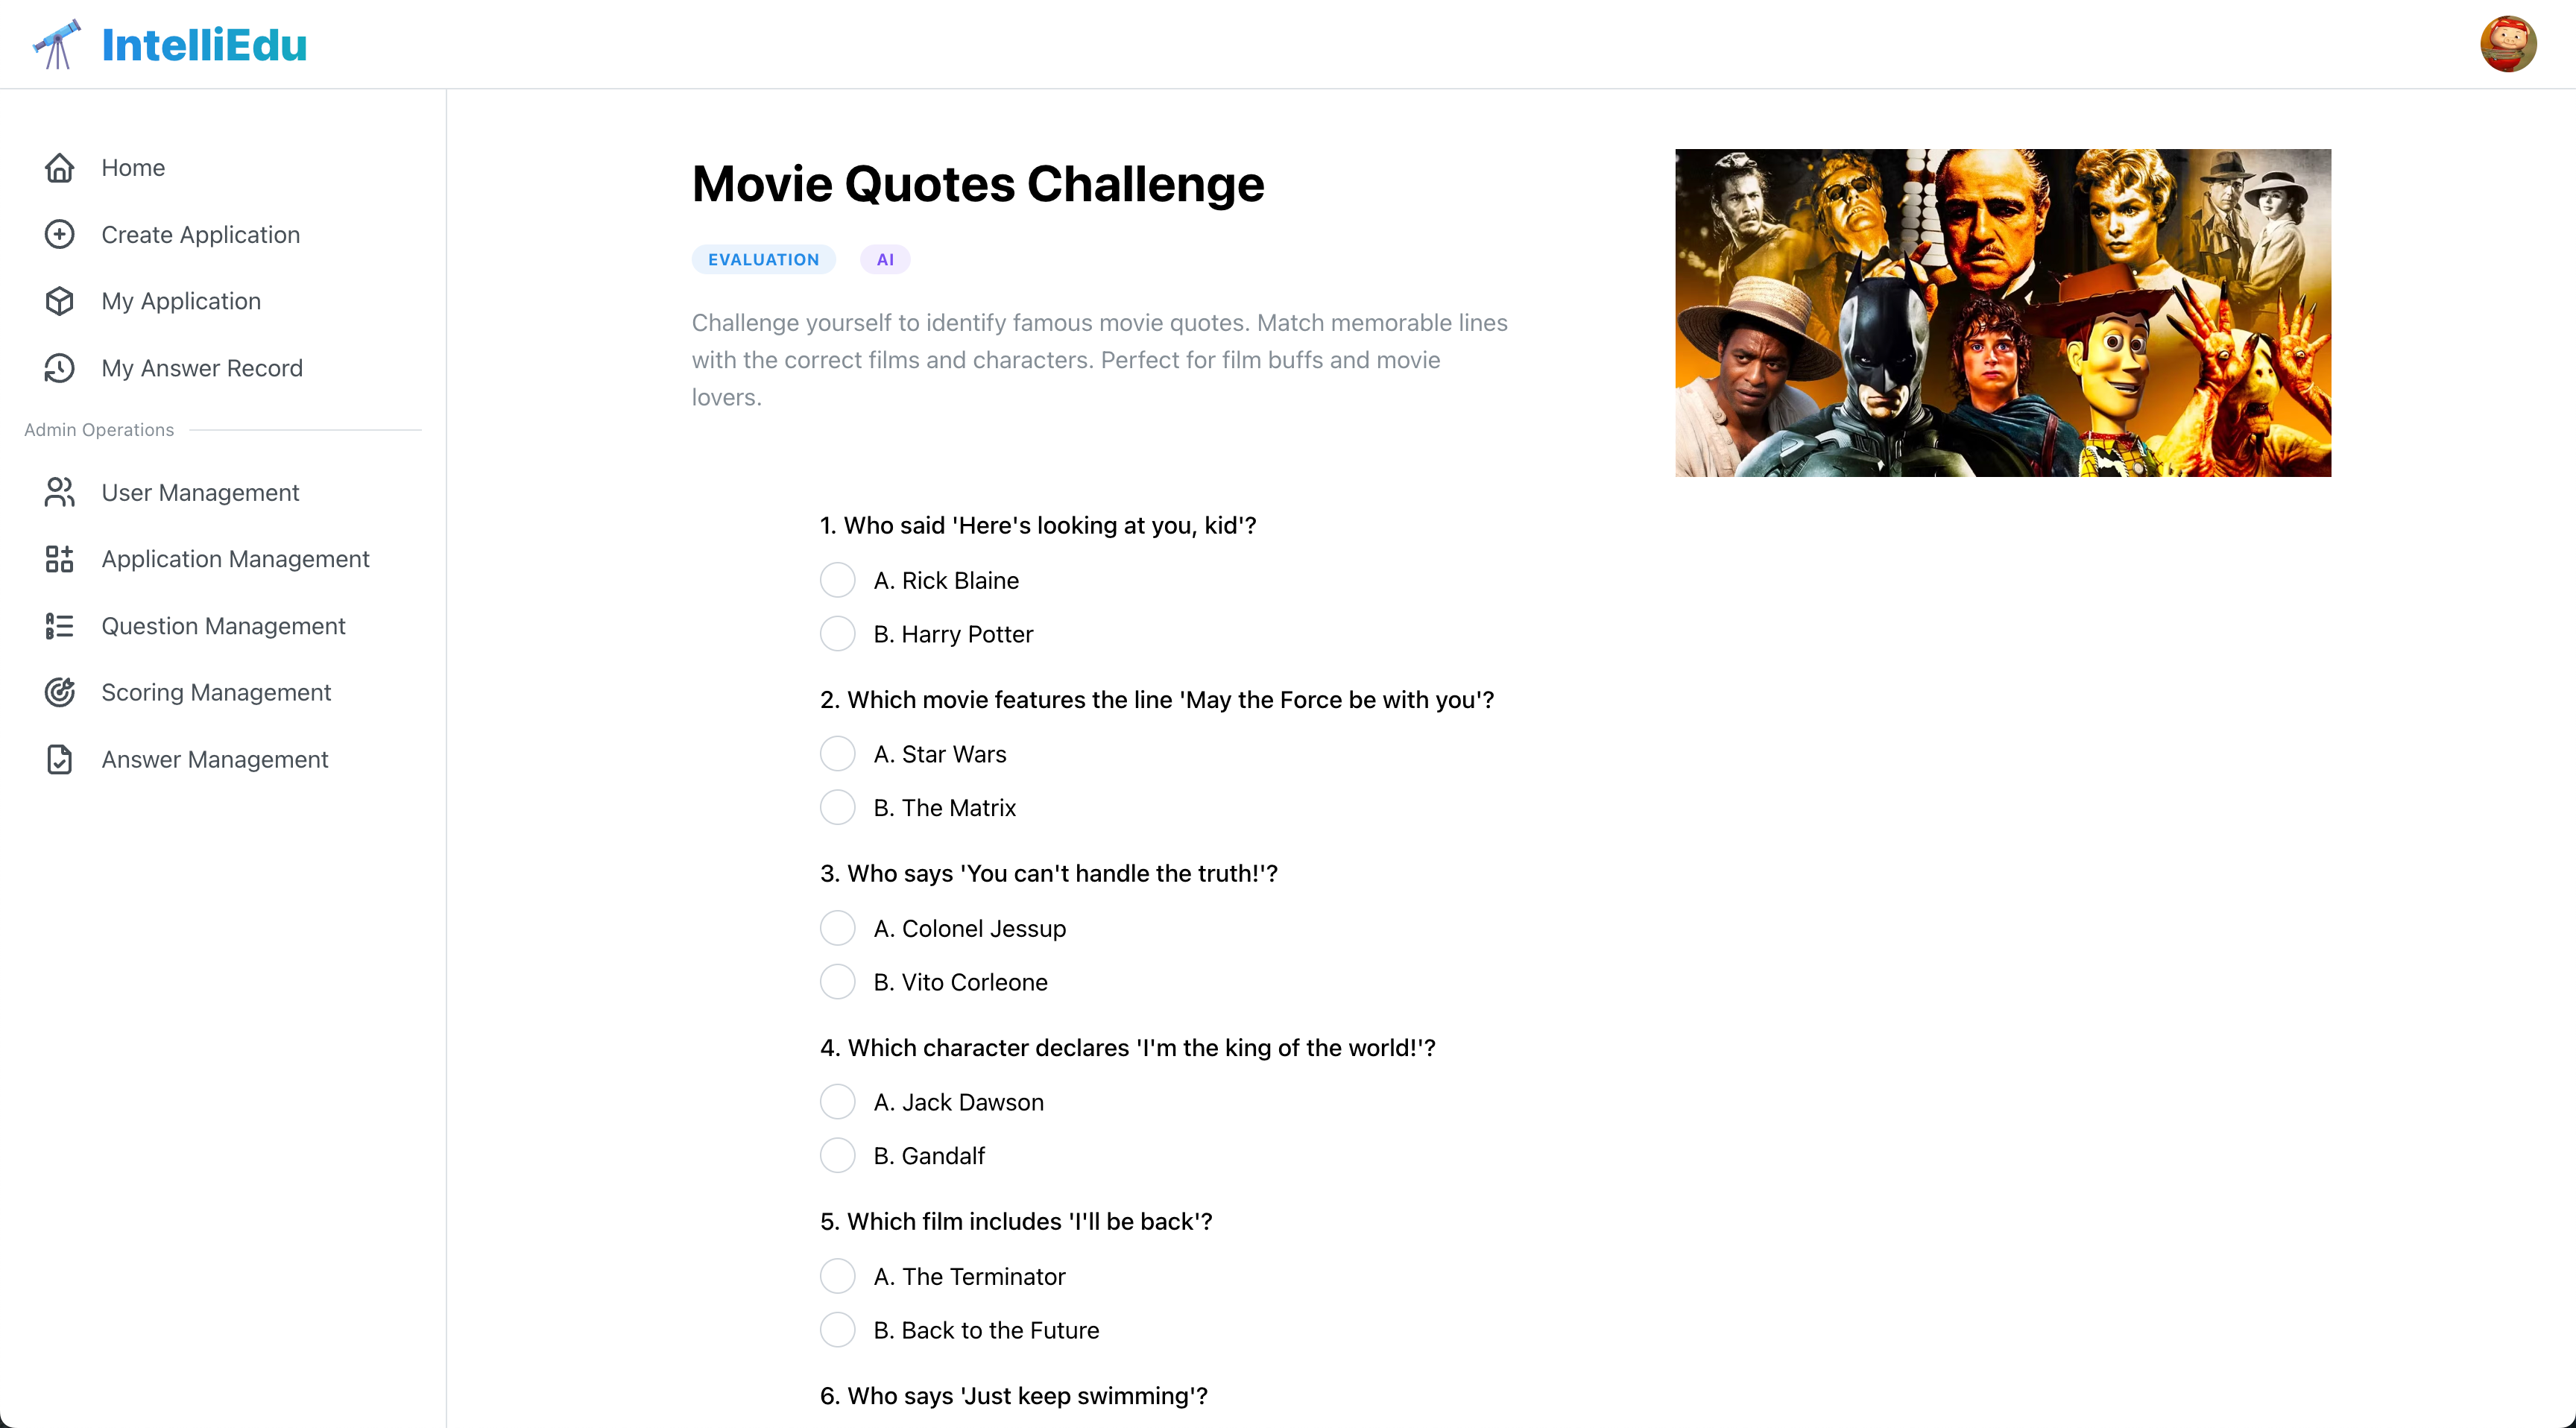 IntelliEdu
Home
Create Application
My Application
My Answer Record
Admin Operations
User Management
Application Management
Question Management
Scoring Management
Answer Management
Movie Quotes Challenge
EVALUATION AI
Challenge yourself to identify famous movie quotes. Match memorable lines
with the correct films and characters. Perfect for film buffs and movie
lovers.
1. Who said 'Here's looking at you, kid'?
A. Rick Blaine
B. Harry Potter
2. Which movie features the line 'May the Force be with you'?
A. Star Wars
B. The Matrix
3. Who says 'You can't handle the truth!'?
A. Colonel Jessup
B. Vito Corleone
4. Which character declares 'I'm the king of the world!'?
A. Jack Dawson
B. Gandalf
5. Which film includes 'I'll be back'?
A. The Terminator
B. Back to the Future
6. Who says 'Just keep swimming'?